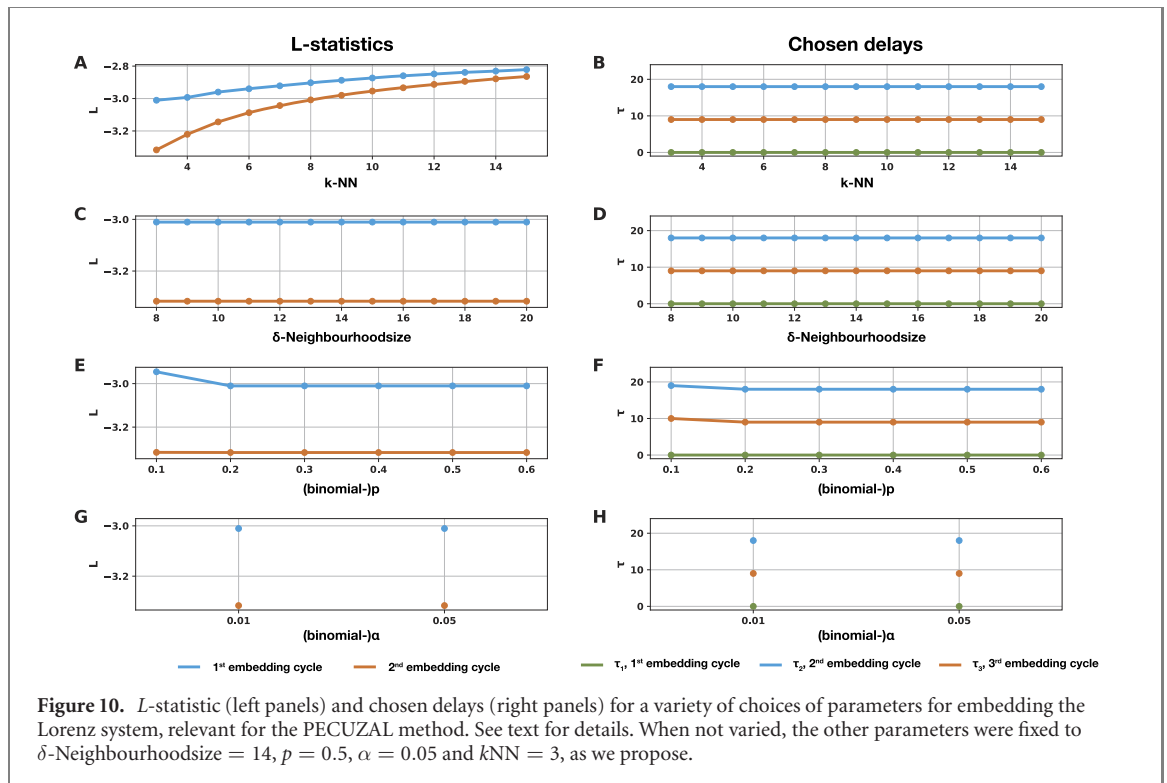 L-statistics
Chosen delays
A
−2.8
−3.0
−3.2
L
4 6 8 10 12 14
k-NN
B
20
10
0
τ
4 6 8 10 12 14
k-NN
C
−3.0
−3.2
L
8 10 12 14 16 18 20
δ-Neighbourhoodsize
D
20
10
0
τ
8 10 12 14 16 18 20
δ-Neighbourhoodsize
E
−3.0
−3.2
L
0.1 0.2 0.3 0.4 0.5 0.6
(binomial-)p
F
20
10
0
τ
0.1 0.2 0.3 0.4 0.5 0.6
(binomial-)p
G
−3.0
−3.2
L
0.01 0.05
(binomial-)α
H
20
10
0
τ
0.01 0.05
(binomial-)α
1st embedding cycle 2nd embedding cycle
τ1, 1st embedding cycle τ2, 2nd embedding cycle τ3, 3rd embedding cycle
Figure 10. L-statistic (left panels) and chosen delays (right panels) for a variety of choices of parameters for embedding the
Lorenz system, relevant for the PECUZAL method. See text for details. When not varied, the other parameters were fixed to
δ-Neighbourhoodsize = 14, p = 0.5, α = 0.05 and kNN = 3, as we propose.